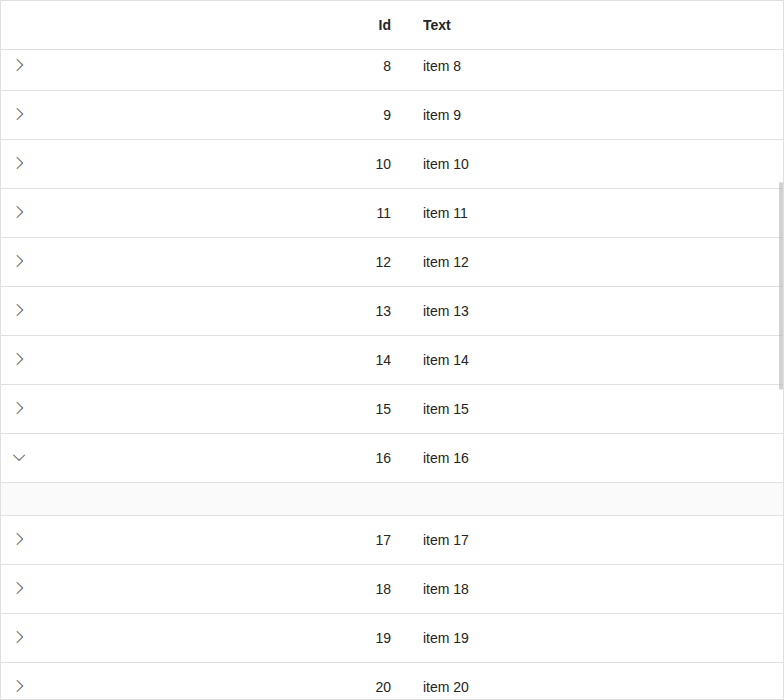 Id Text
8 item 8
9 item 9
10 item 10
11 item 11
12 item 12
13 item 13
14 item 14
15 item 15
16 item 16
17 item 17
18 item 18
19 item 19
20 item 20